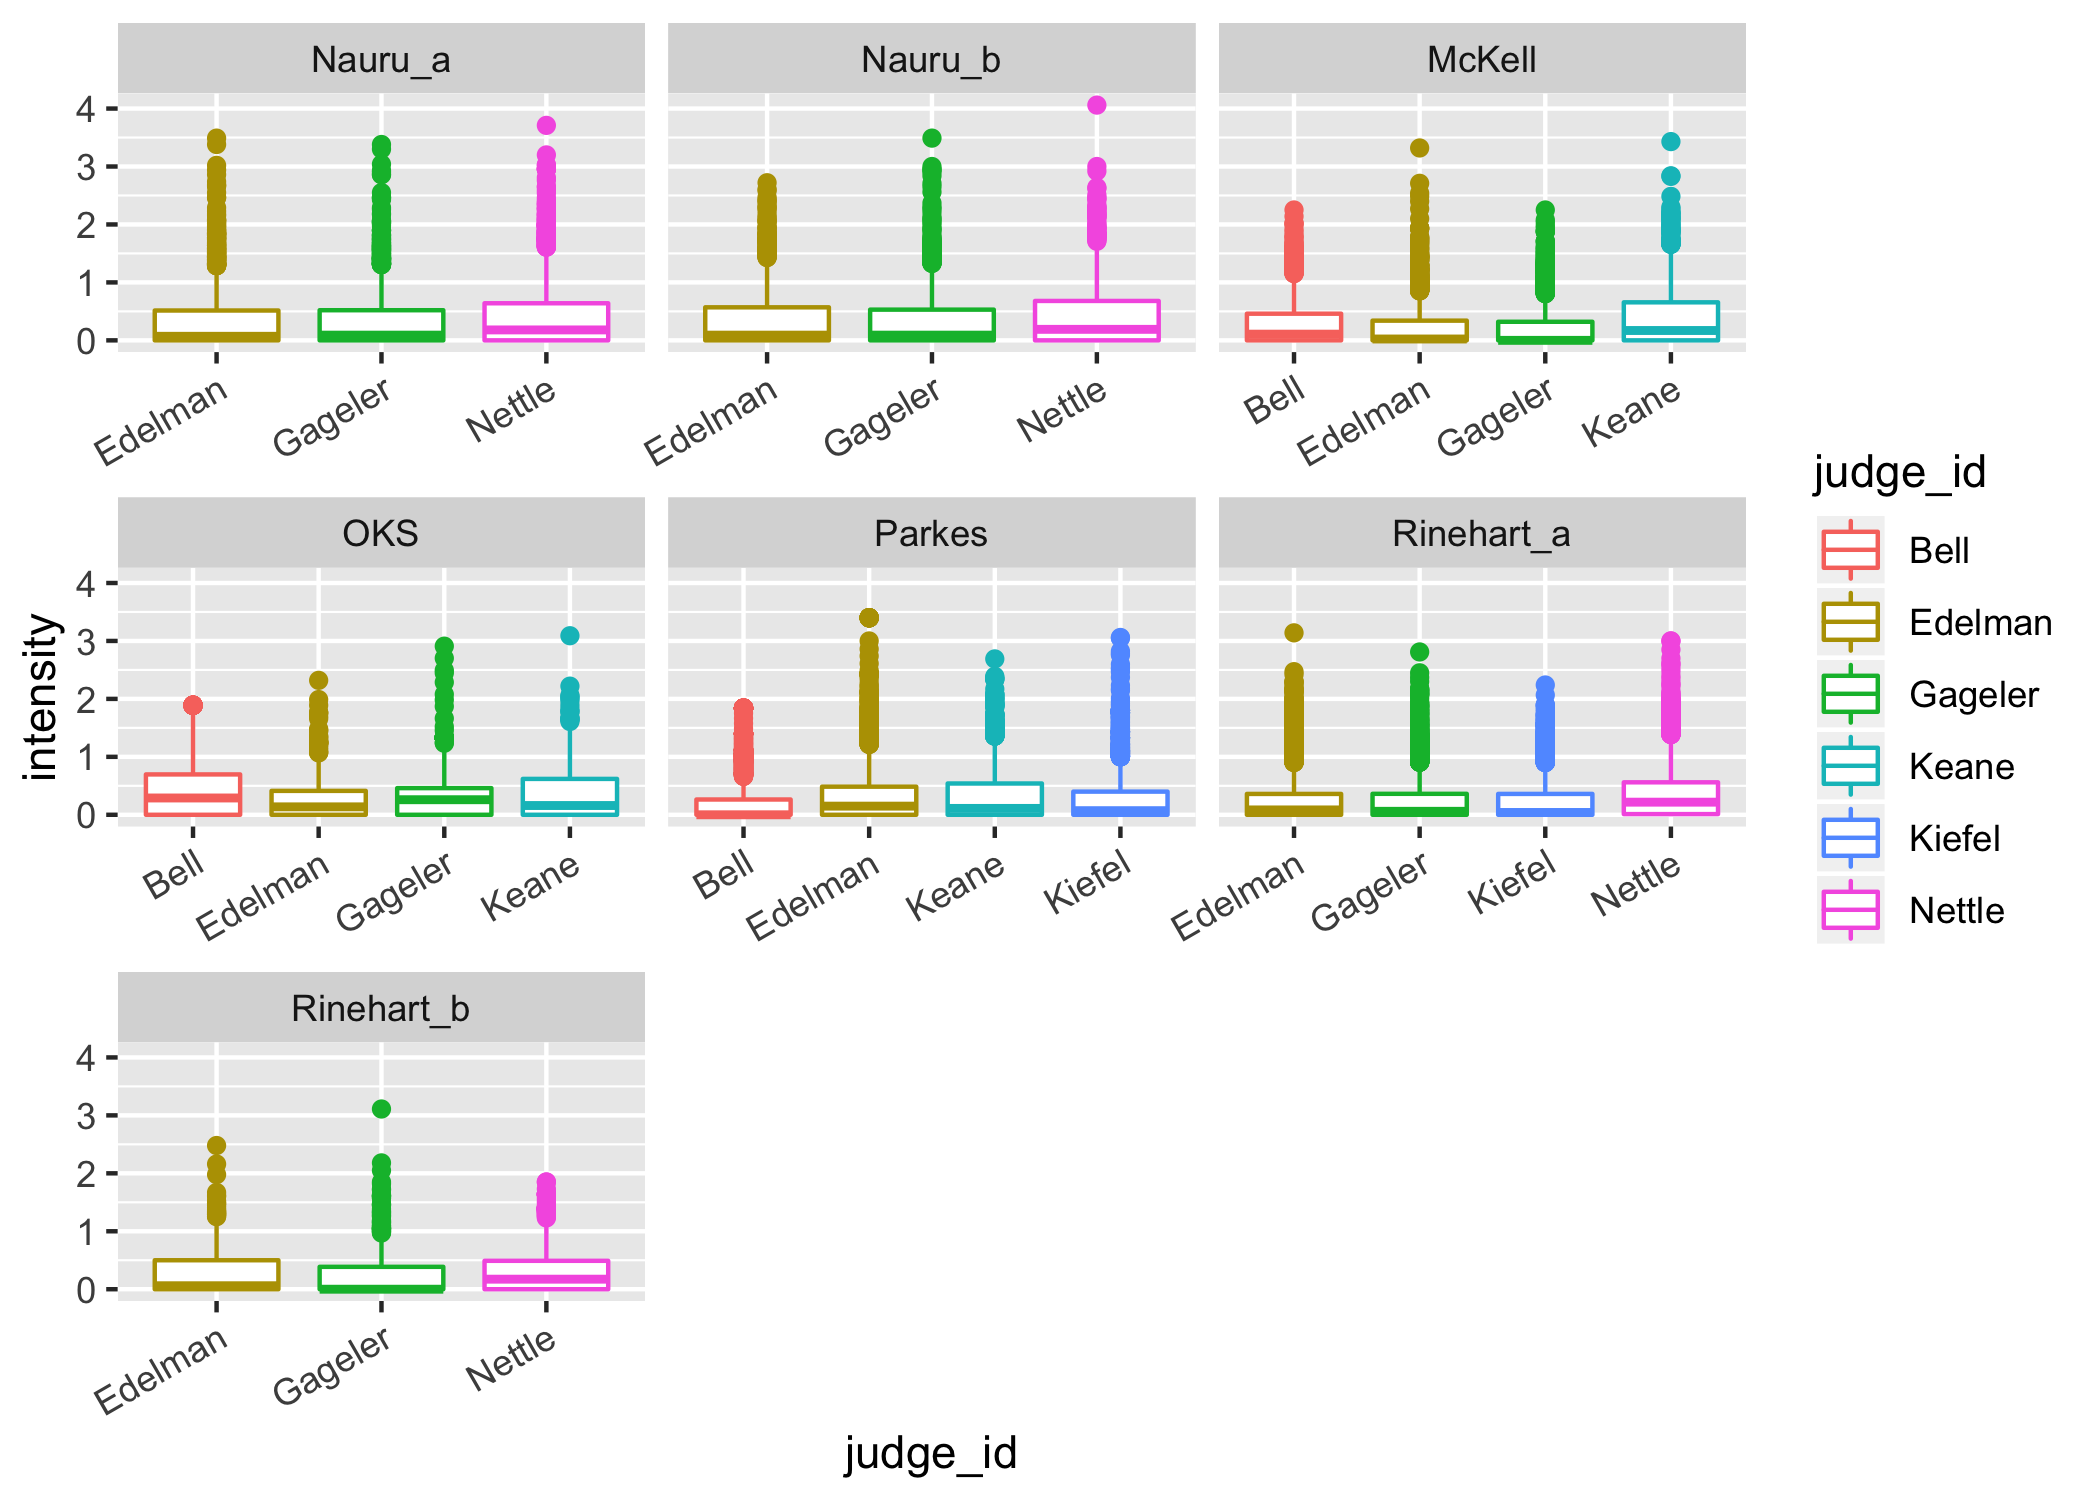 Nauru_a
Nauru_b
McKell
4
3
2
1
0
Edelman
Gageler
Nettle
Edelman
Gageler
Nettle
Bell
Edelman
Gageler
Keane
OKS
Parkes
Rinehart_a
4
3
2
1
0
Bell
Edelman
Gageler
Keane
Bell
Edelman
Keane
Kiefel
Edelman
Gageler
Kiefel
Nettle
Rinehart_b
4
3
2
1
0
Edelman
Gageler
Nettle
intensity
judge_id
judge_id
Bell
Edelman
Gageler
Keane
Kiefel
Nettle